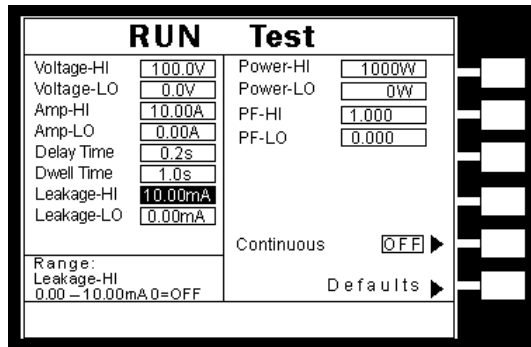 RUN Test
Voltage-HI 100.0V
Voltage-LO 0.0V
Amp-HI 10.00A
Amp-LO 0.00A
Delay Time 0.2s
Dwell Time 1.0s
Leakage-HI 10.00mA
Leakage-LO 0.00mA
Power-HI 1000W
Power-LO 0W
PF-HI 1.000
PF-LO 0.000
Continuous OFF
Defaults
Range:
Leakage-HI
0.00 – 10.00mA 0=OFF